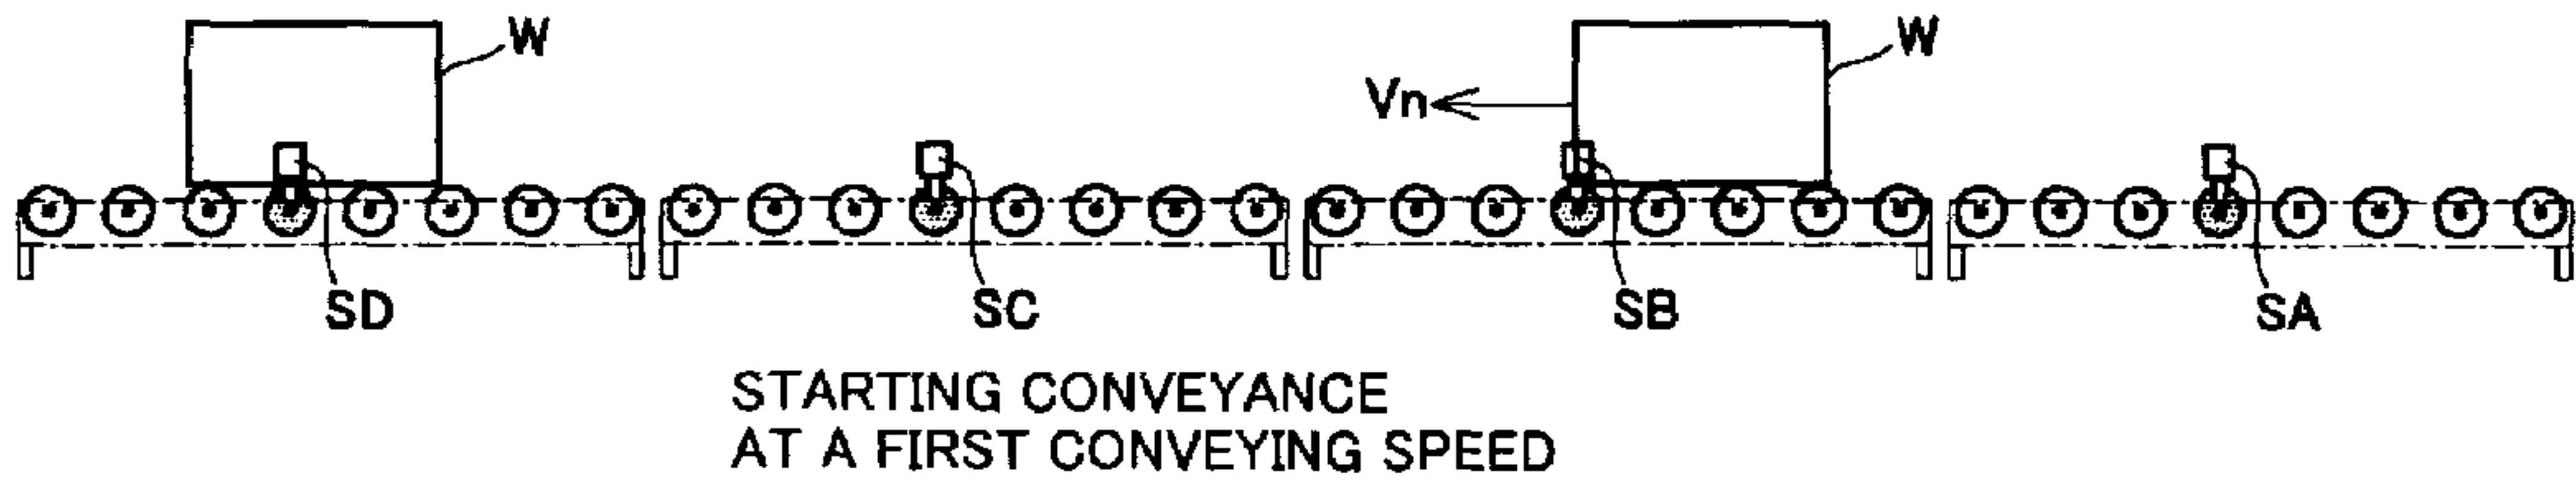 W
W
Vn
SD
SC
SB
SA
STARTING CONVEYANCE
AT A FIRST CONVEYING SPEED